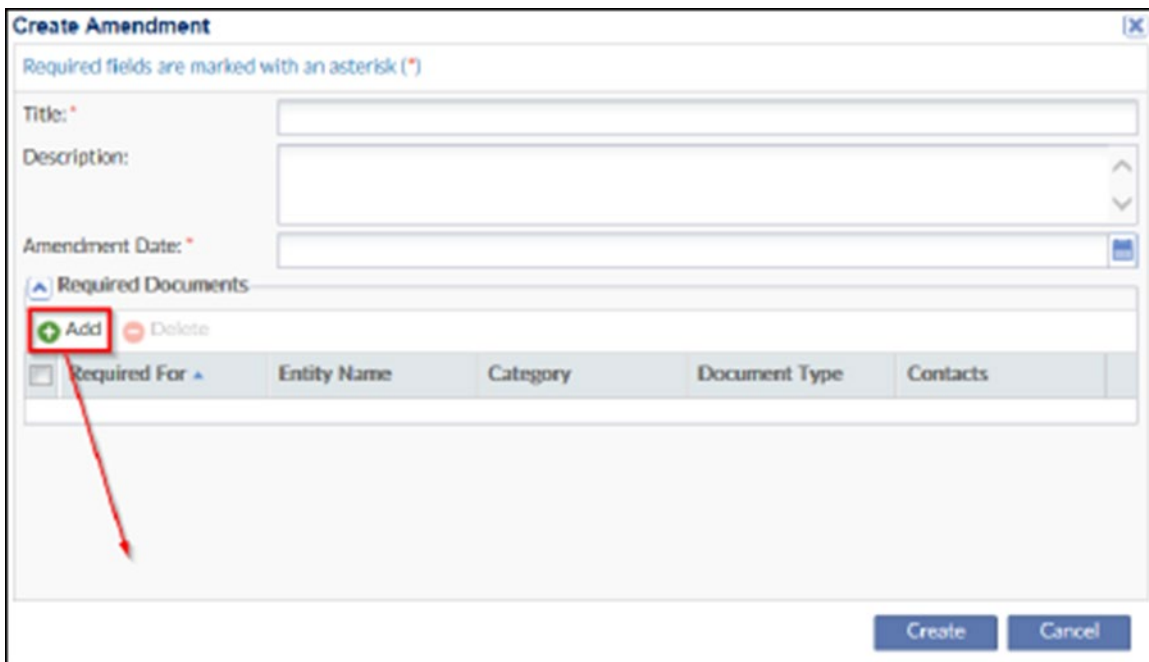 Create Amendment
Required fields are marked with an asterisk (*)
Title: *
Description:
Amendment Date: *
Required Documents
Add Delete
Required For Entity Name Category Document Type Contacts
Create Cancel